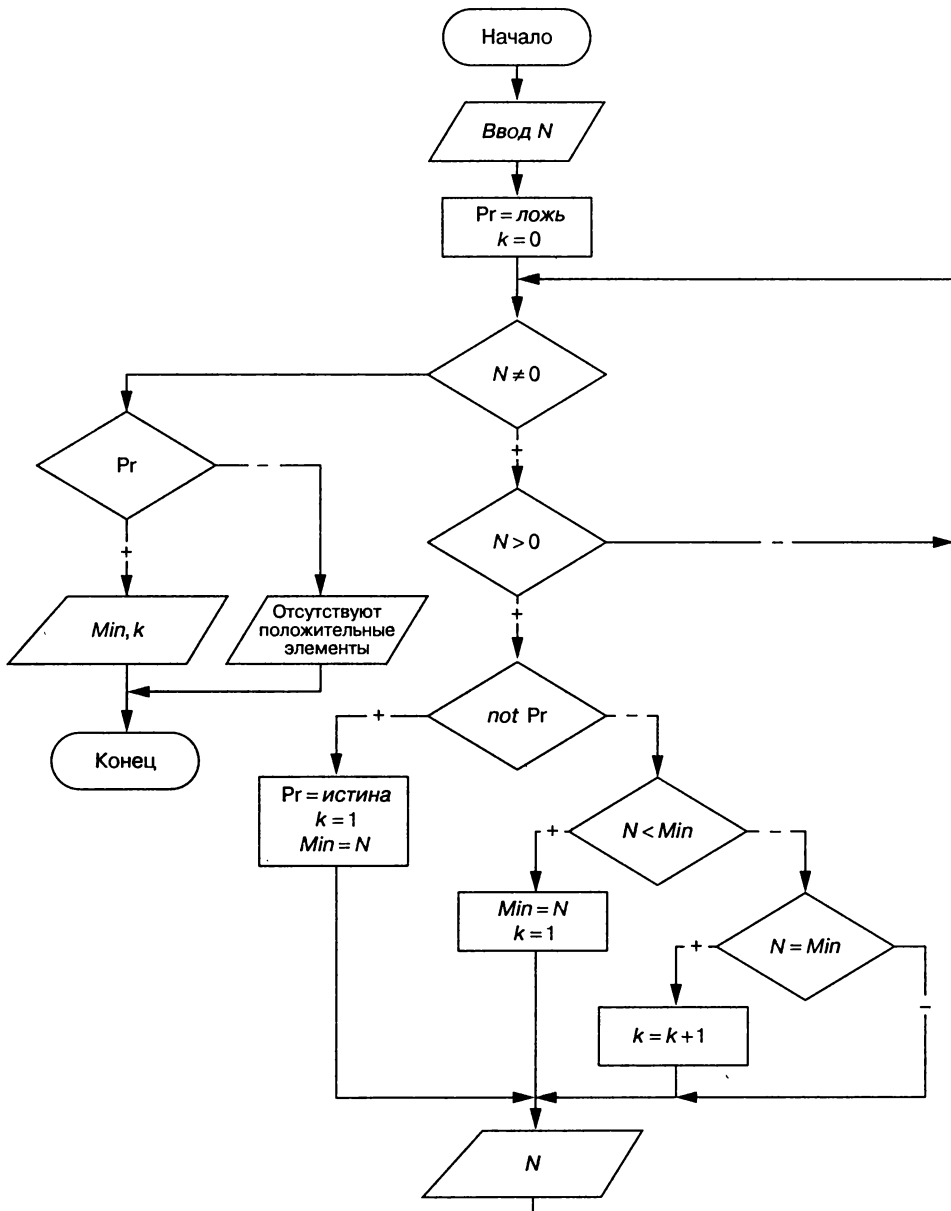 Начало
Ввод N
Pr = ложь
k = 0
N ≠ 0
+
Pr
–
N > 0
–
+
+
Min, k
Отсутствуют
положительные
элементы
+
not Pr
–
Конец
Pr = истина
k = 1
Min = N
+
N < Min
–
Min = N
k = 1
+
N = Min
–
k = k + 1
N